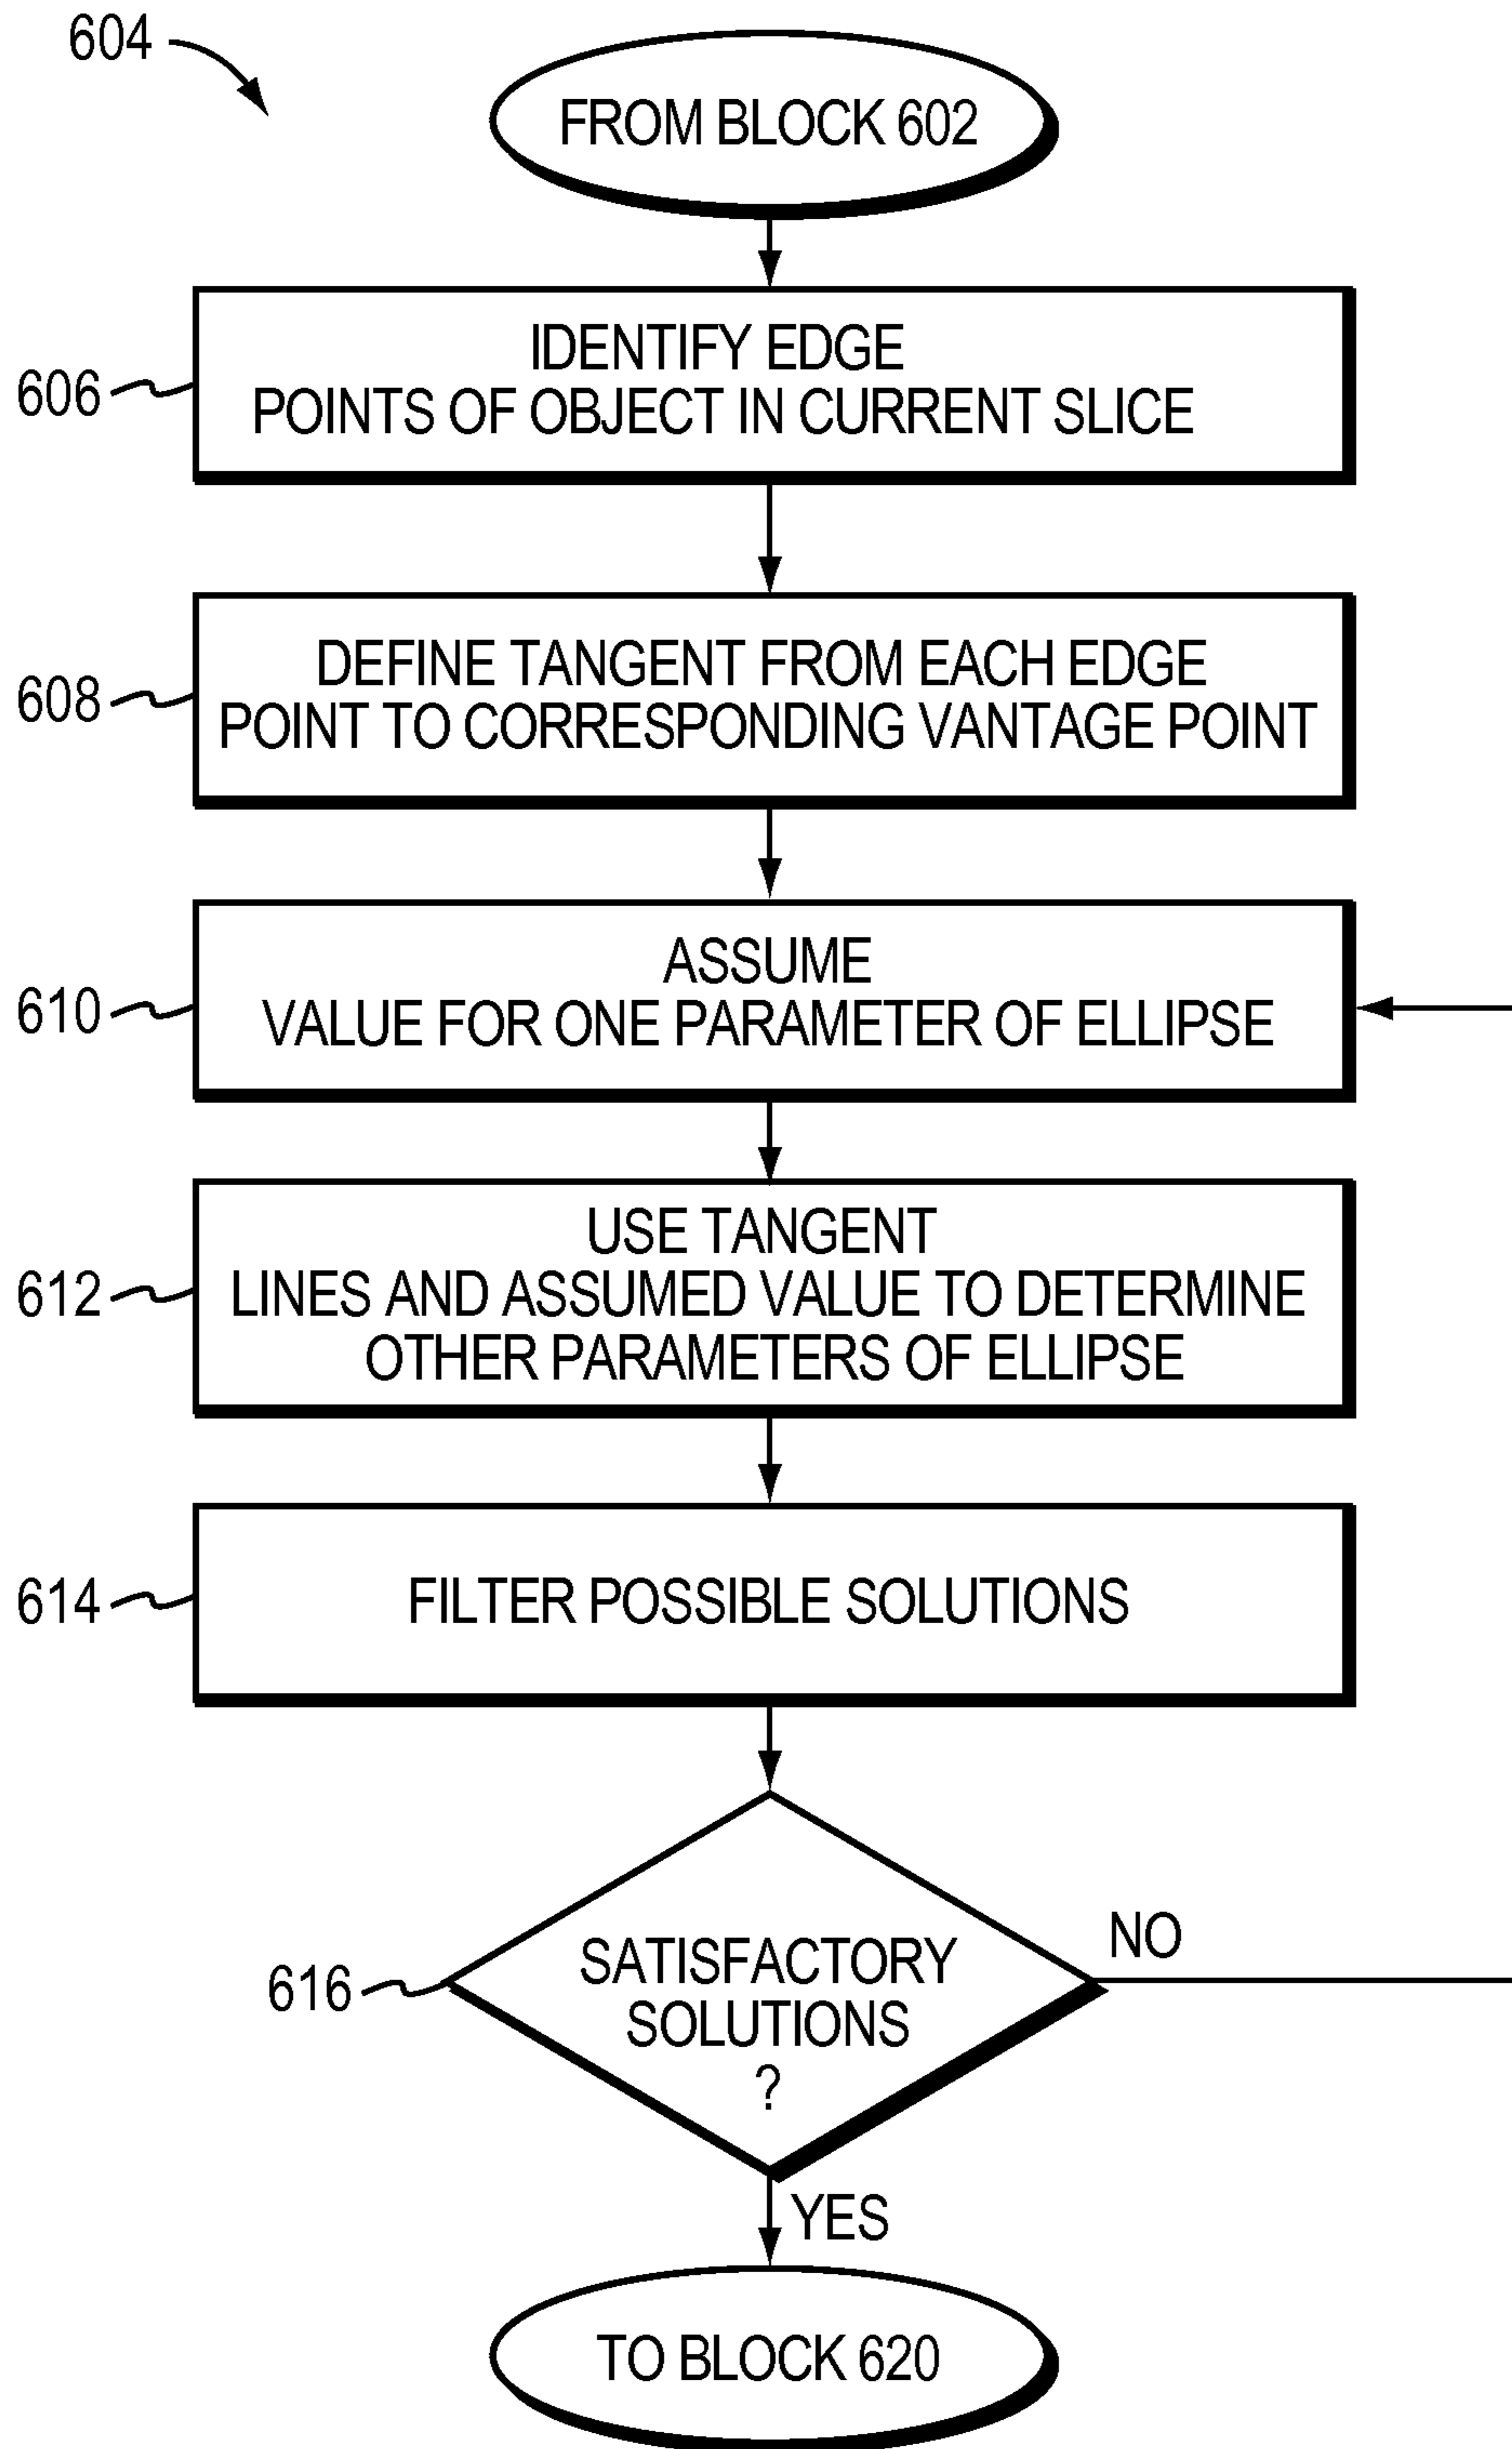 604
FROM BLOCK 602
606
IDENTIFY EDGE
POINTS OF OBJECT IN CURRENT SLICE
608
DEFINE TANGENT FROM EACH EDGE
POINT TO CORRESPONDING VANTAGE POINT
610
ASSUME
VALUE FOR ONE PARAMETER OF ELLIPSE
612
USE TANGENT
LINES AND ASSUMED VALUE TO DETERMINE
OTHER PARAMETERS OF ELLIPSE
614
FILTER POSSIBLE SOLUTIONS
616
SATISFACTORY
SOLUTIONS
?
NO
YES
TO BLOCK 620